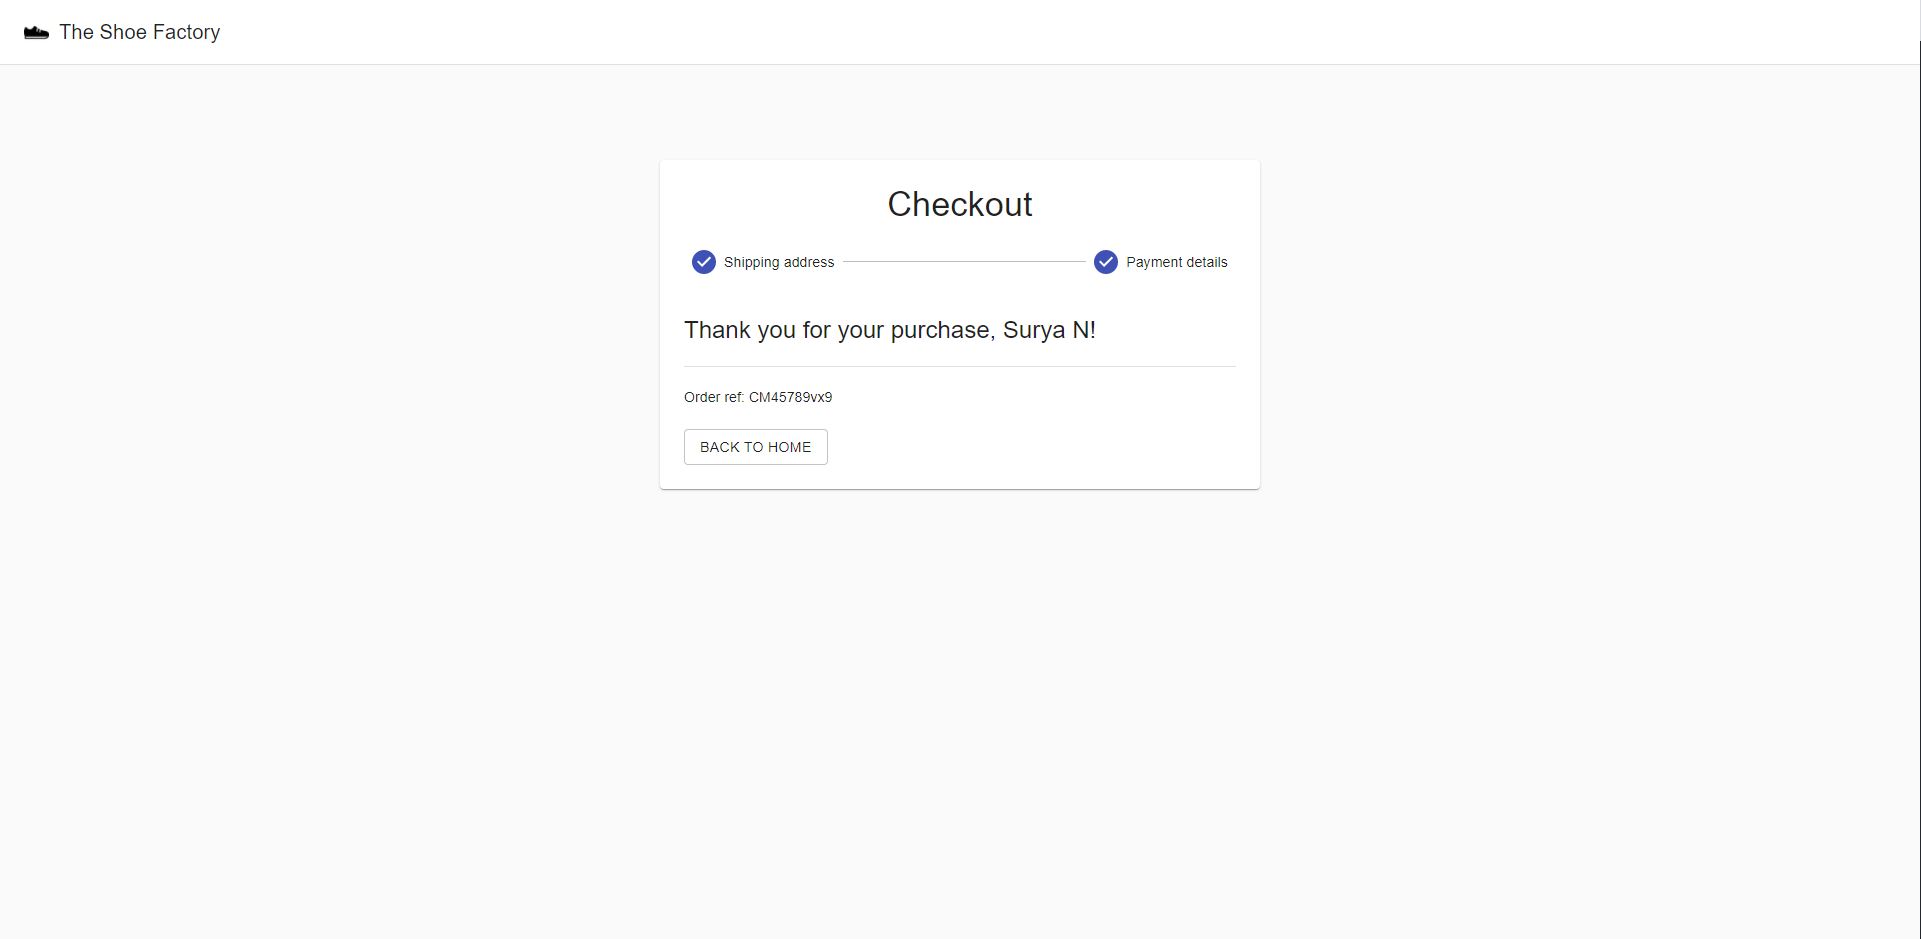 The Shoe Factory
Checkout
Shipping address
Payment details
Thank you for your purchase, Surya N!
Order ref: CM45789vx9
BACK TO HOME